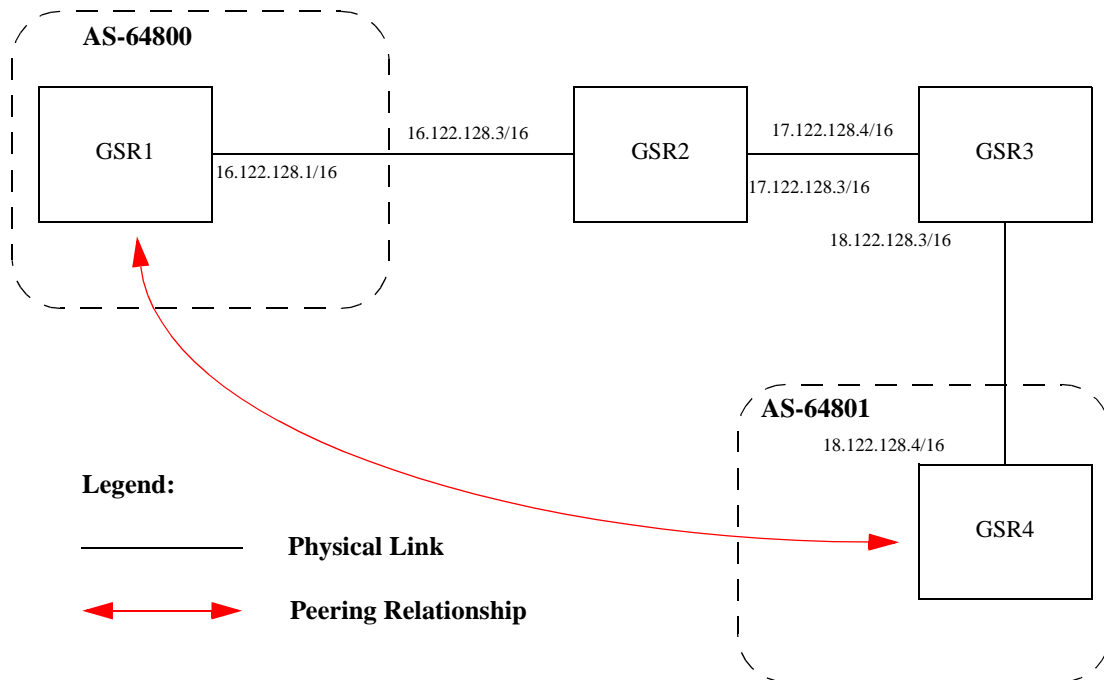 AS-64800
GSR1
16.122.128.1/16
16.122.128.3/16
GSR2
17.122.128.4/16
17.122.128.3/16
GSR3
18.122.128.3/16
AS-64801
18.122.128.4/16
GSR4
Legend:
Physical Link
Peering Relationship